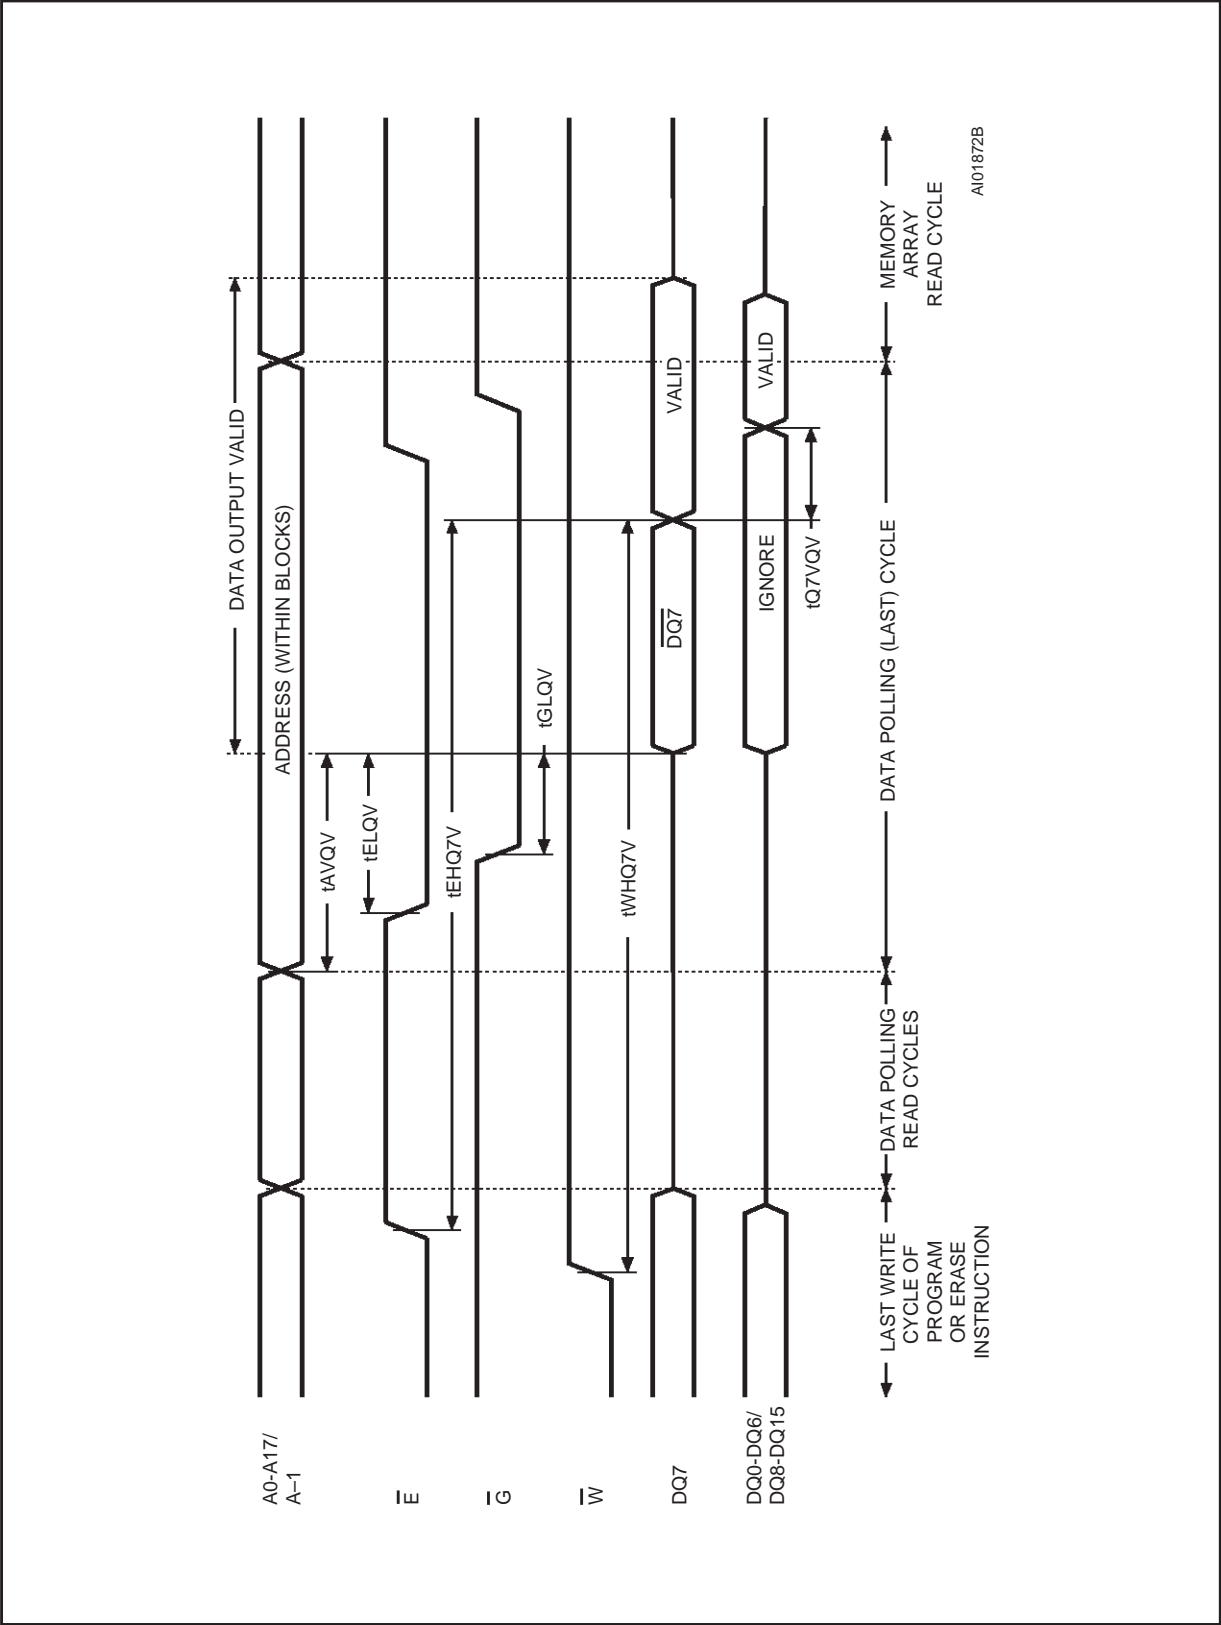 A0-A17/
A–1
ADDRESS (WITHIN BLOCKS)
DATA OUTPUT VALID
tAVQV
tELQV
E
tEHQ7V
G
tGLQV
W
tWHQ7V
DQ7
DQ7
VALID
DQ0-DQ6/
DQ8-DQ15
IGNORE
VALID
tQ7VQV
LAST WRITE
CYCLE OF
PROGRAM
OR ERASE
INSTRUCTION
DATA POLLING
READ CYCLES
DATA POLLING (LAST) CYCLE
MEMORY
ARRAY
READ CYCLE
AI01872B